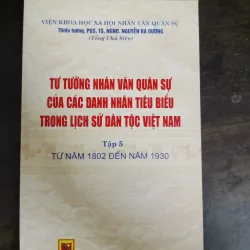 VIỆN KHOA HỌC XÃ HỘI NHÂN VĂN QUÂN SỰ
Thiếu tướng, PGS. TS, NGND. NGUYỄN BÁ DƯƠNG
(Tổng Chủ biên)
TƯ TƯỞNG NHÂN VĂN QUÂN SỰ
CỦA CÁC DANH NHÂN TIÊU BIỂU
TRONG LỊCH SỬ DÂN TỘC VIỆT NAM
Tập 5
TỪ NĂM 1802 ĐẾN NĂM 1930